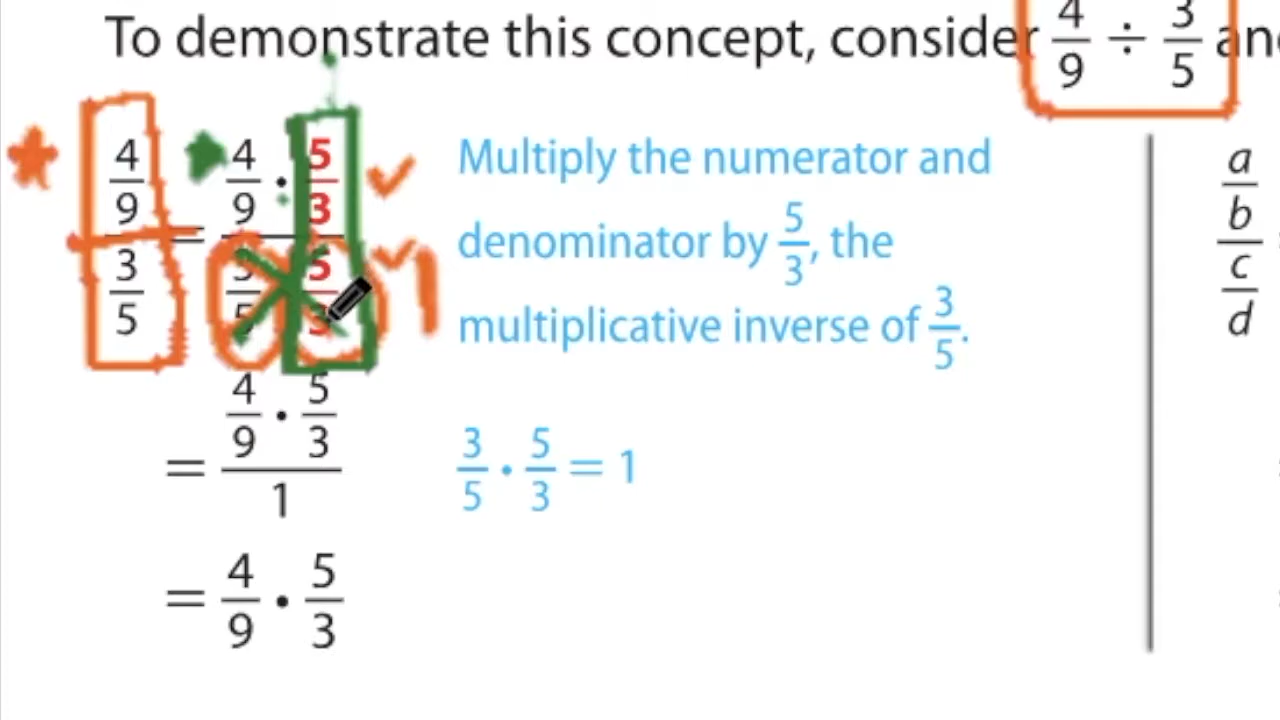 To demonstrate this concept, consider 4/9 ÷ 3/5
4/9 / 3/5 = 4/9 · 5/3 / 3/5 · 5/3
Multiply the numerator and
denominator by 5/3, the
multiplicative inverse of 3/5.
= 4/9 · 5/3 / 1
3/5 · 5/3 = 1
= 4/9 · 5/3
a/b / c/d